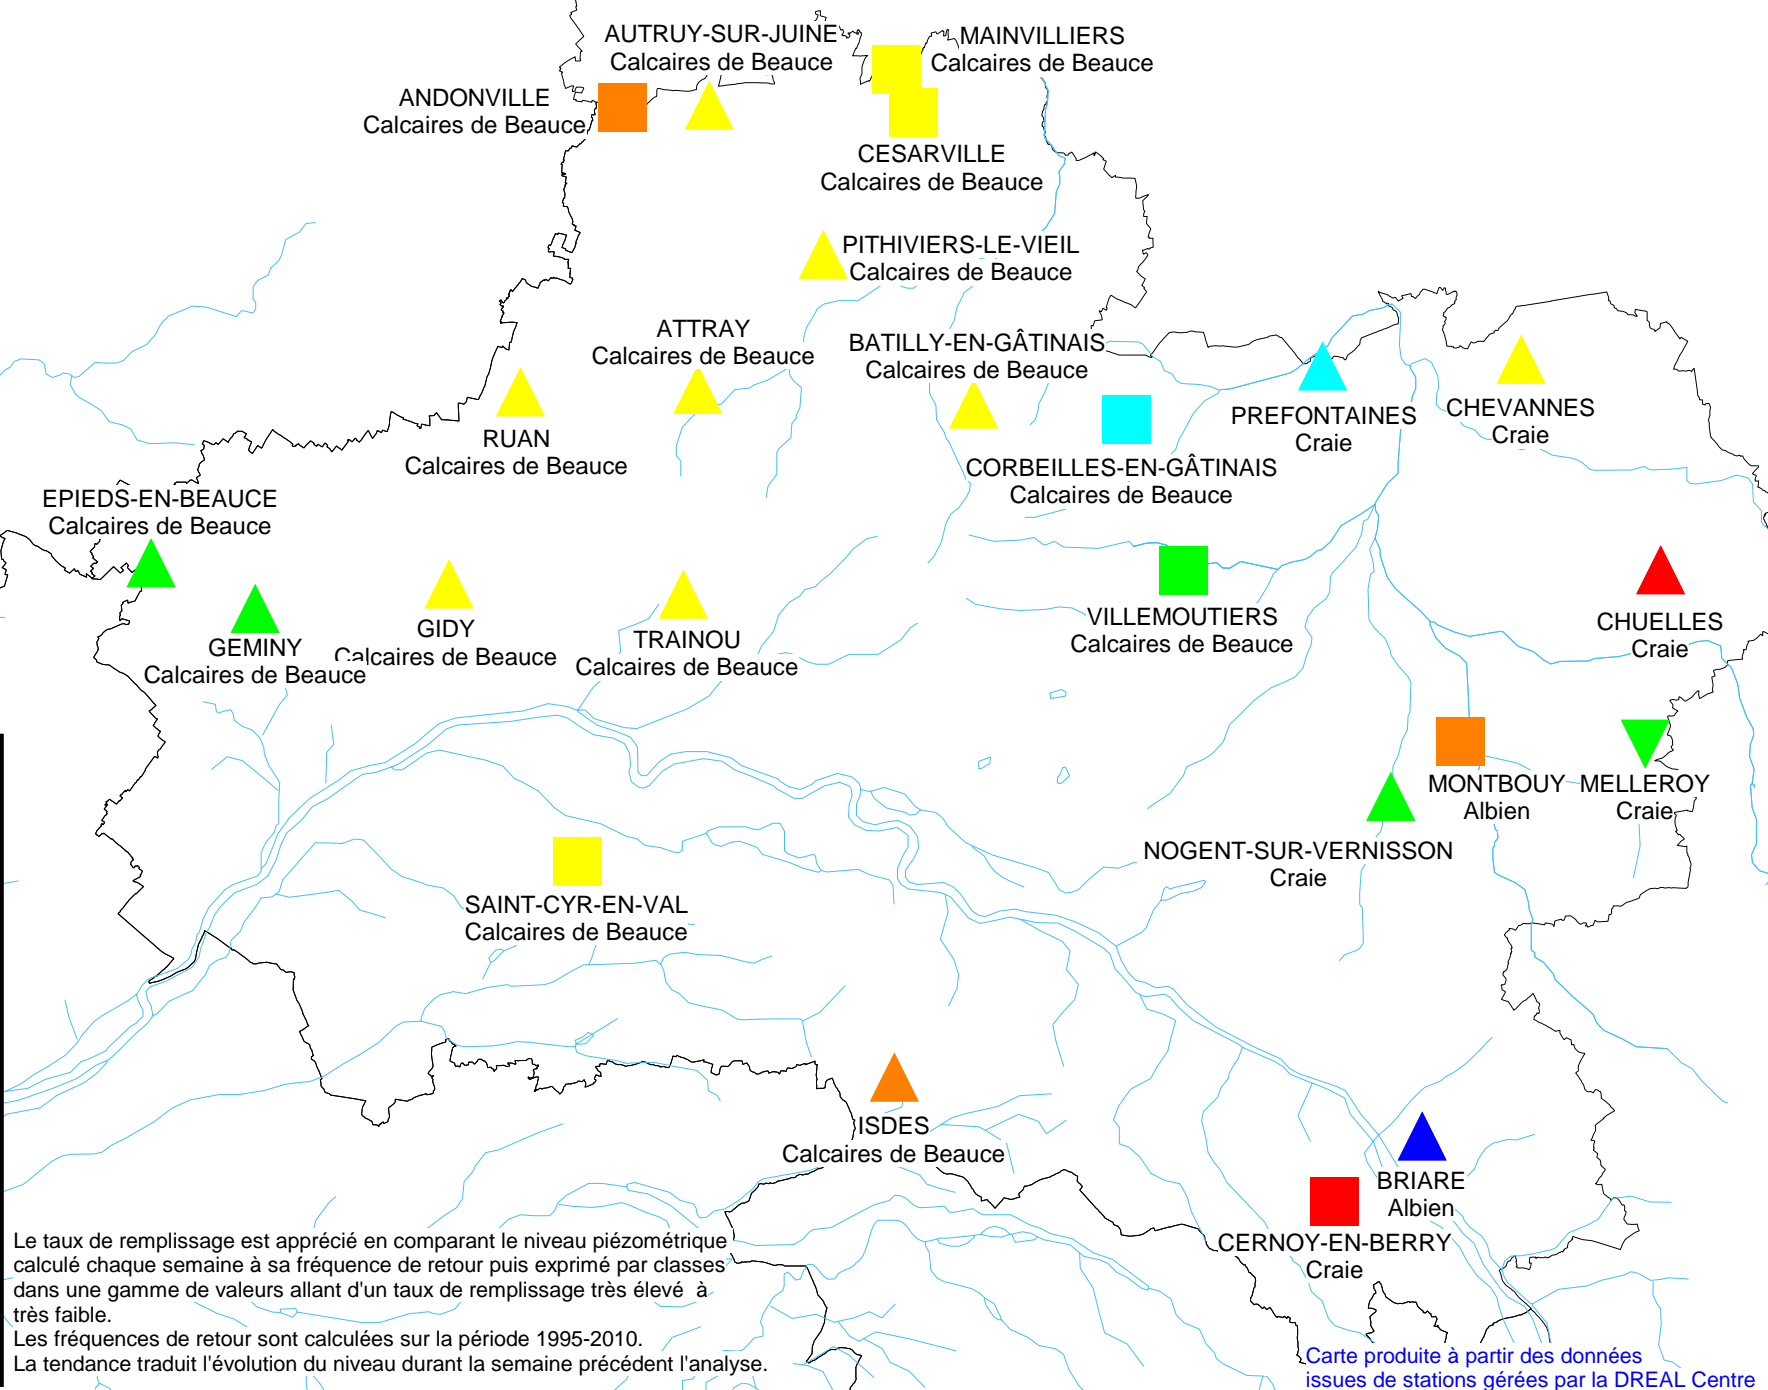 AUTRUY-SUR-JUINE
Calcaires de Beauce
MAINVILLIERS
Calcaires de Beauce
ANDONVILLE
Calcaires de Beauce
CESARVILLE
Calcaires de Beauce
PITHIVIERS-LE-VIEIL
Calcaires de Beauce
ATTRAY
Calcaires de Beauce
BATILLY-EN-GÂTINAIS
Calcaires de Beauce
RUAN
Calcaires de Beauce
PREFONTAINES
Craie
CHEVANNES
Craie
CORBEILLES-EN-GÂTINAIS
Calcaires de Beauce
EPIEDS-EN-BEAUCE
Calcaires de Beauce
GEMINY
Calcaires de Beauce
GIDY
Calcaires de Beauce
TRAINOU
Calcaires de Beauce
VILLEMOUTIERS
Calcaires de Beauce
CHUELLES
Craie
MONTBOUY
Albien
MELLEROY
Craie
NOGENT-SUR-VERNISSON
Craie
SAINT-CYR-EN-VAL
Calcaires de Beauce
ISDES
Calcaires de Beauce
BRIARE
Albien
CERNOY-EN-BERRY
Craie
Le taux de remplissage est apprécié en comparant le niveau piézométrique
calculé chaque semaine à sa fréquence de retour puis exprimé par classes
dans une gamme de valeurs allant d'un taux de remplissage très élevé à
très faible.
Les fréquences de retour sont calculées sur la période 1995-2010.
La tendance traduit l'évolution du niveau durant la semaine précédent l'analyse.
Carte produite à partir des données
issues de stations gérées par la DREAL Centre